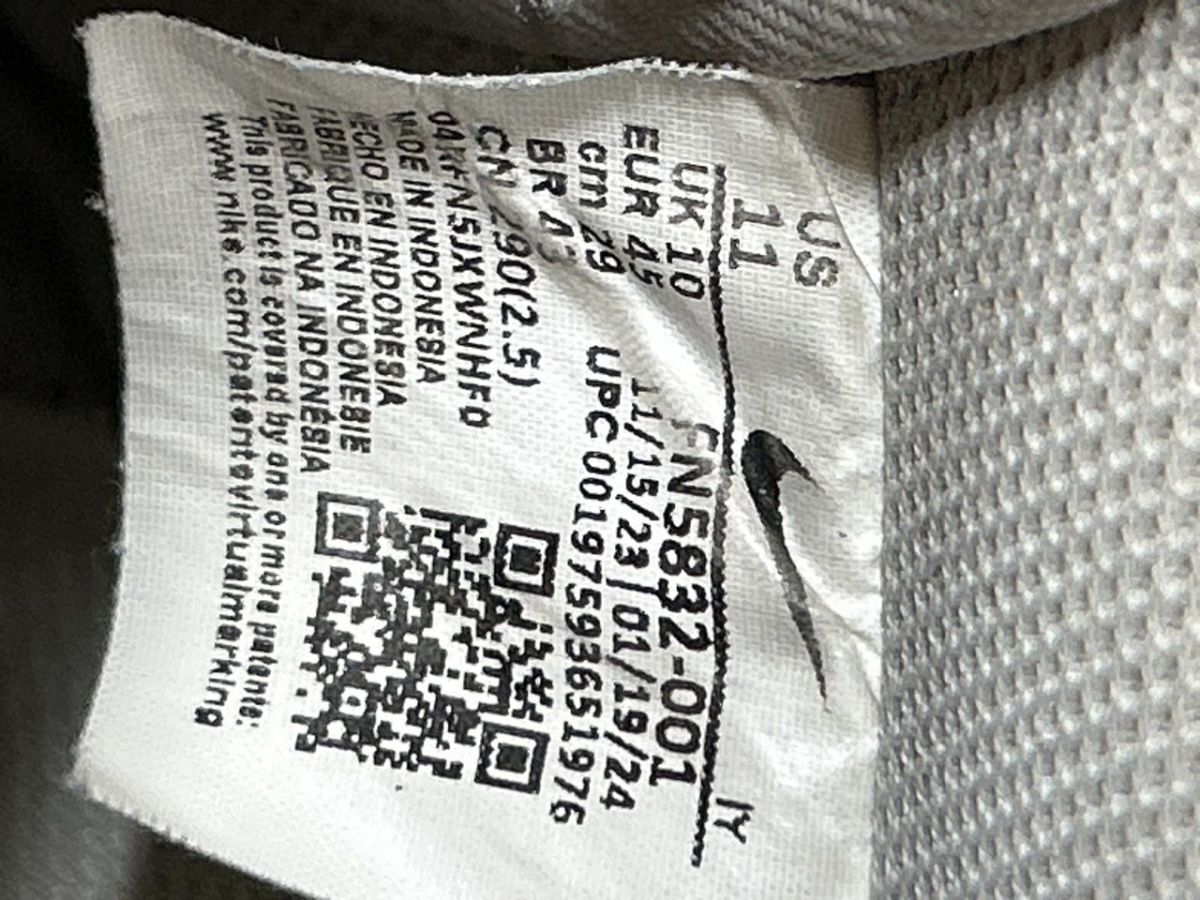 US
11
IY
UK 10
FN5832-001
EUR 45
11/15/23 | 01/19/24
cm 29
UPC 00197593651976
BR 43
CN 290(2.5)
MADE IN INDONESIA
HECHO EN INDONESIA
FABRIQUE EN INDONESIE
FABRICADO NA INDONÉSIA
This product is covered by one or more patents:
www.nike.com/patentsvirtualmarking